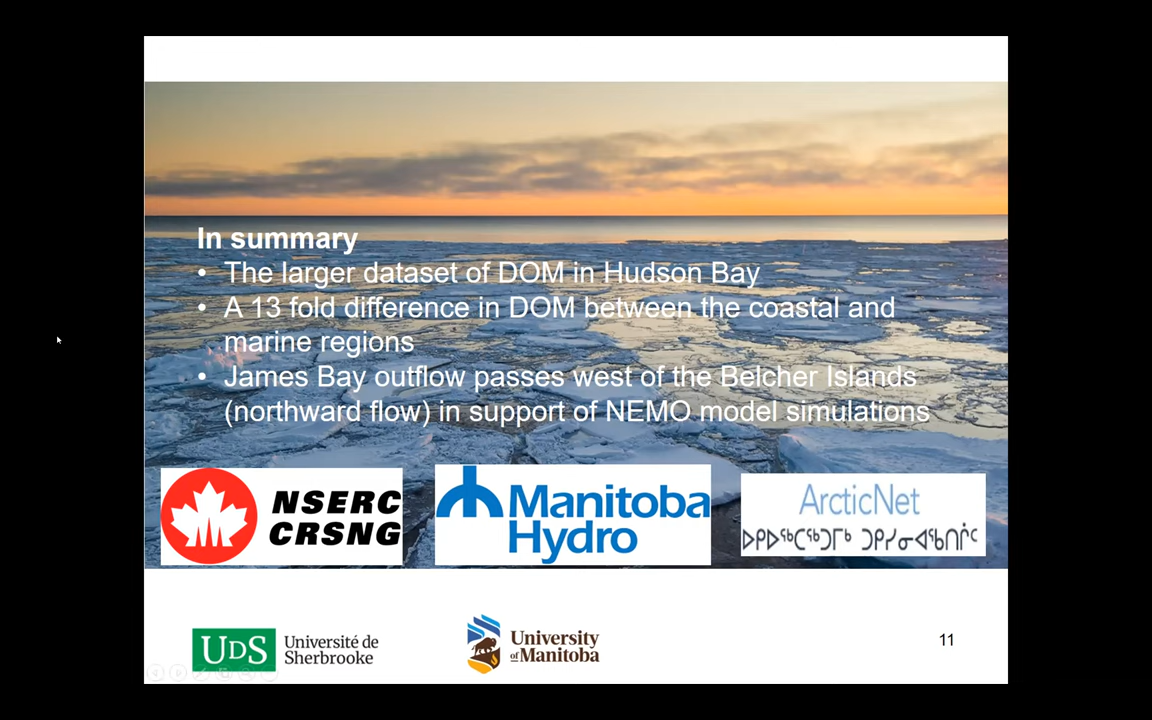 In summary
• The larger dataset of DOM in Hudson Bay
• A 13 fold difference in DOM between the coastal and
marine regions
• James Bay outflow passes west of the Belcher Islands
(northward flow) in support of NEMO model simulations
NSERC
CRSNG
Manitoba
Hydro
ArcticNet
ᐅᑭᐅᖅᑕᖅᑐᒥᒃ ᑐᑭᓯᓂᐊᖃᑎᒌᑦ
UDS Université de
Sherbrooke
University
of Manitoba
11